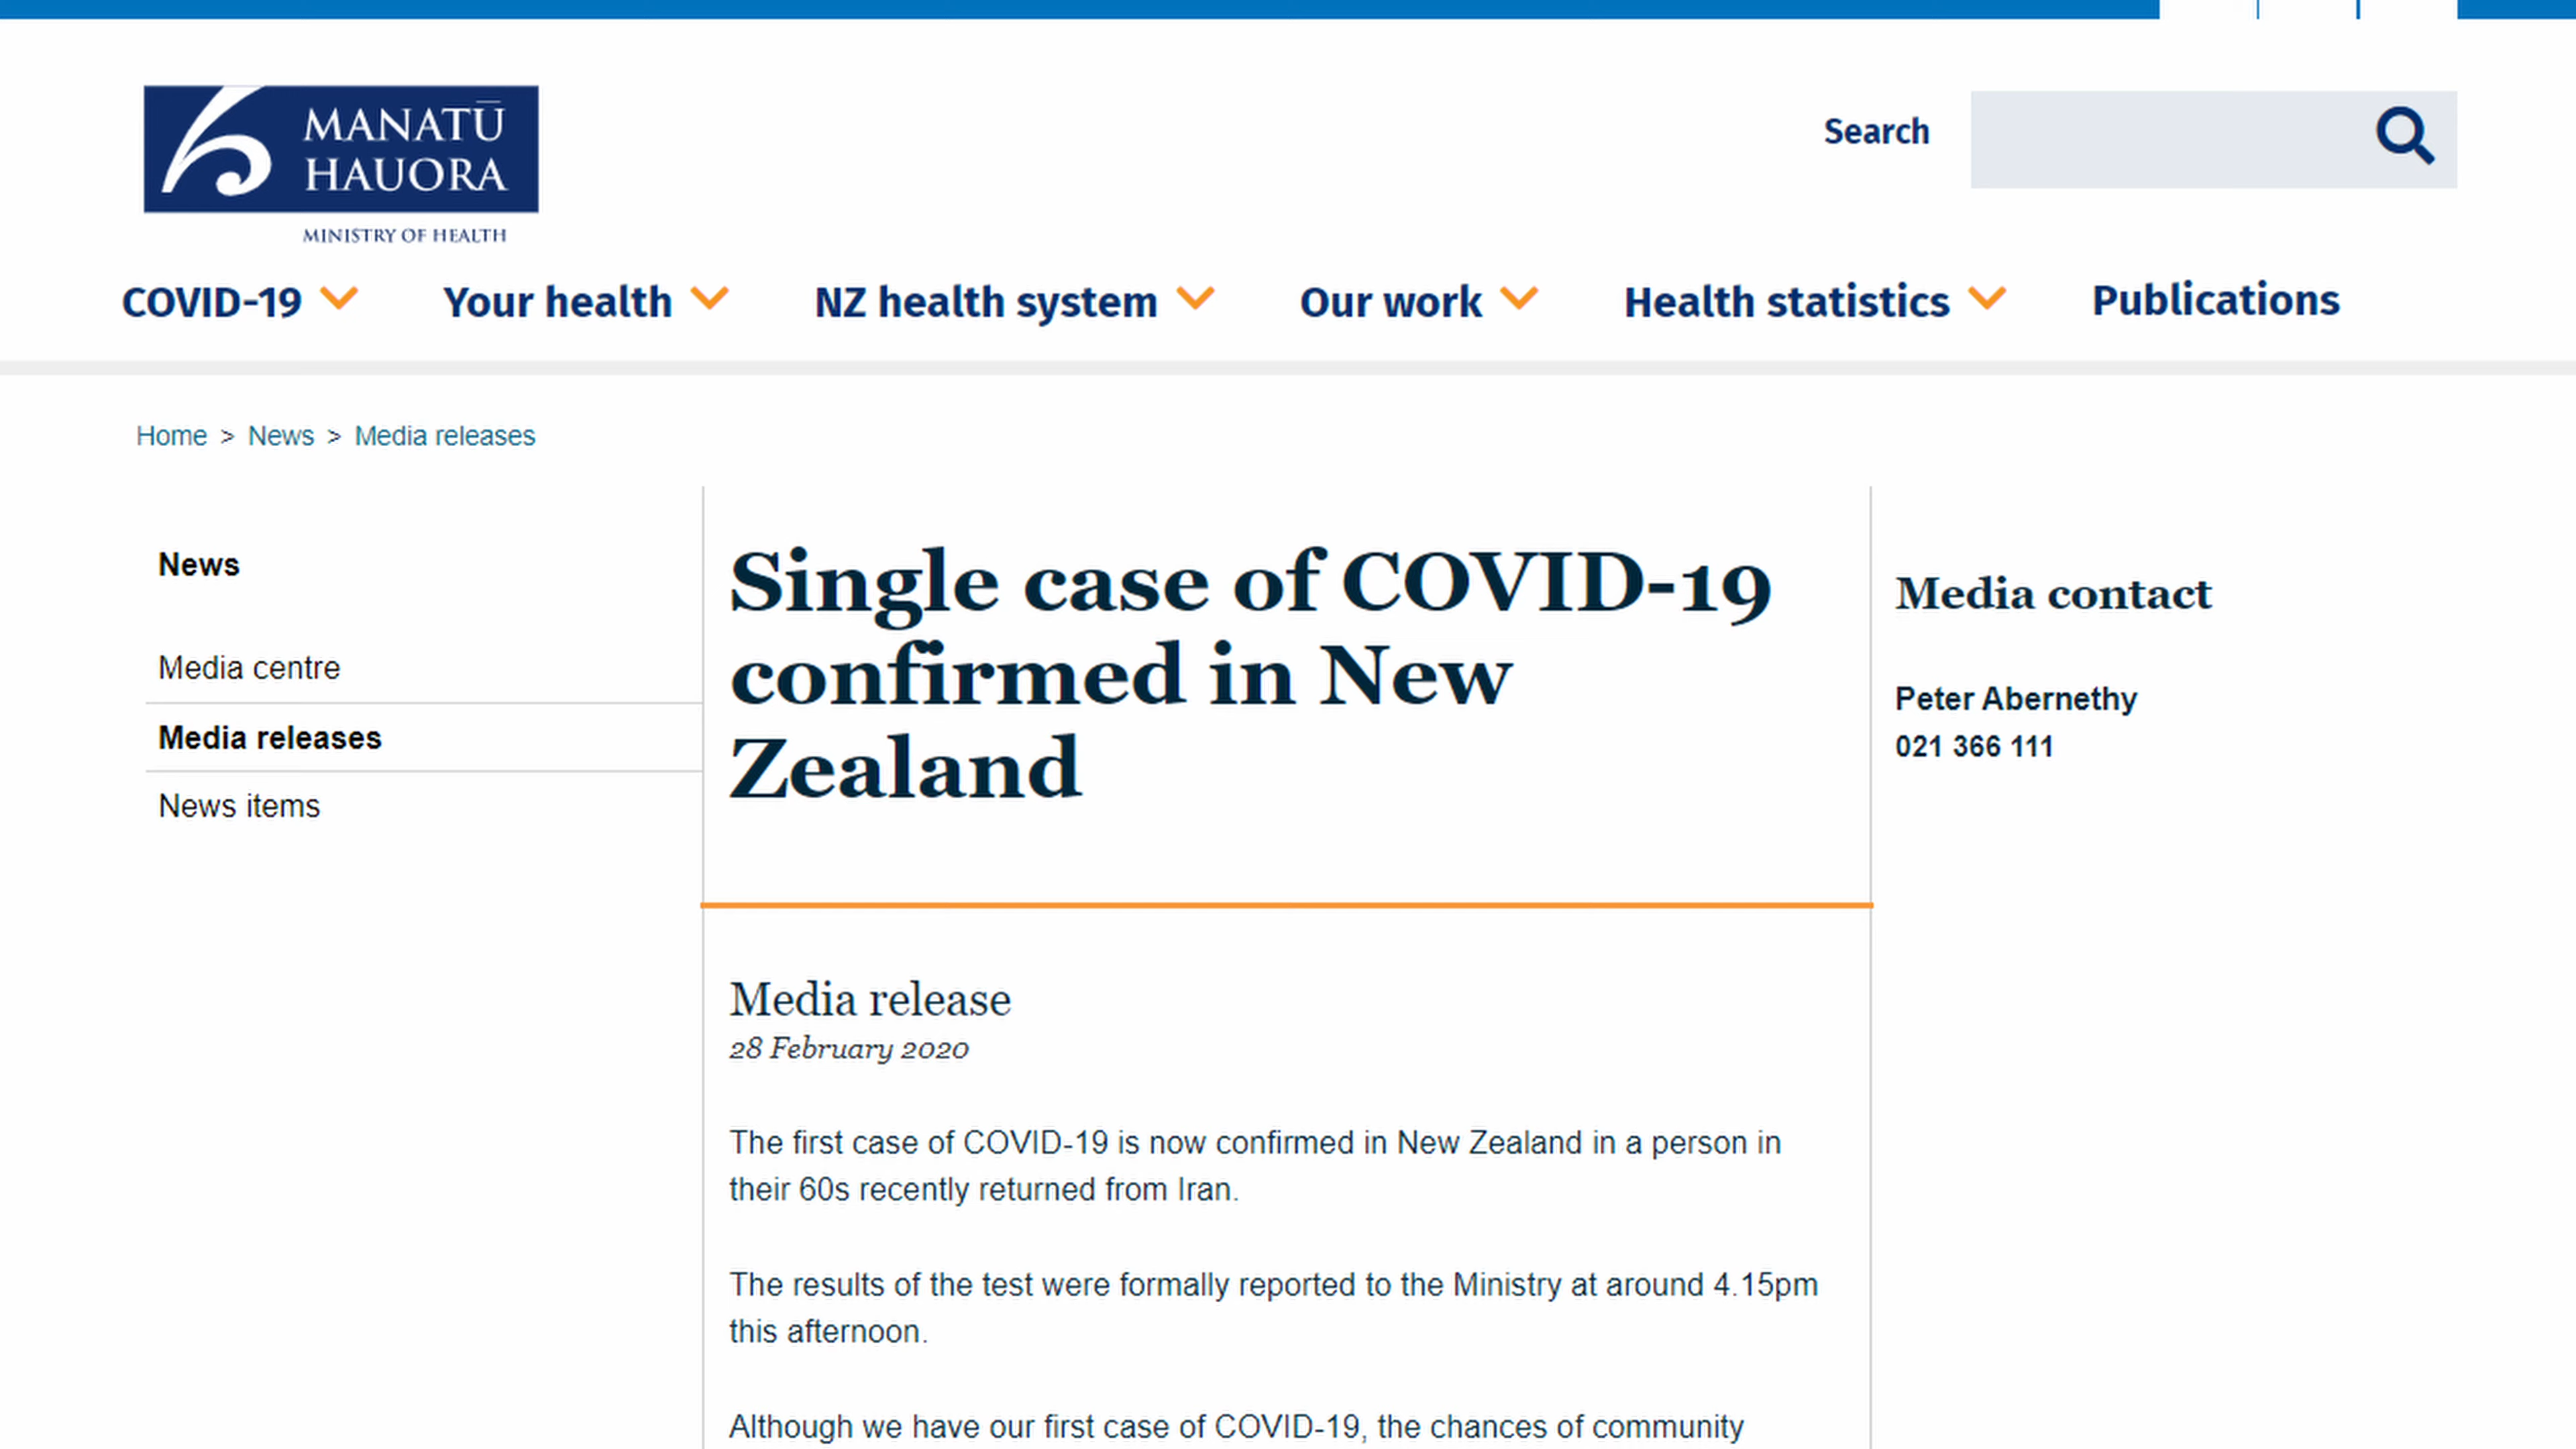 MANATŪ
HAUORA
MINISTRY OF HEALTH
Search
COVID-19
Your health
NZ health system
Our work
Health statistics
Publications
Home > News > Media releases
News
Media centre
Media releases
News items
Single case of COVID-19
confirmed in New
Zealand
Media release
28 February 2020
The first case of COVID-19 is now confirmed in New Zealand in a person in
their 60s recently returned from Iran.
The results of the test were formally reported to the Ministry at around 4.15pm
this afternoon.
Although we have our first case of COVID-19, the chances of community
Media contact
Peter Abernethy
021 366 111